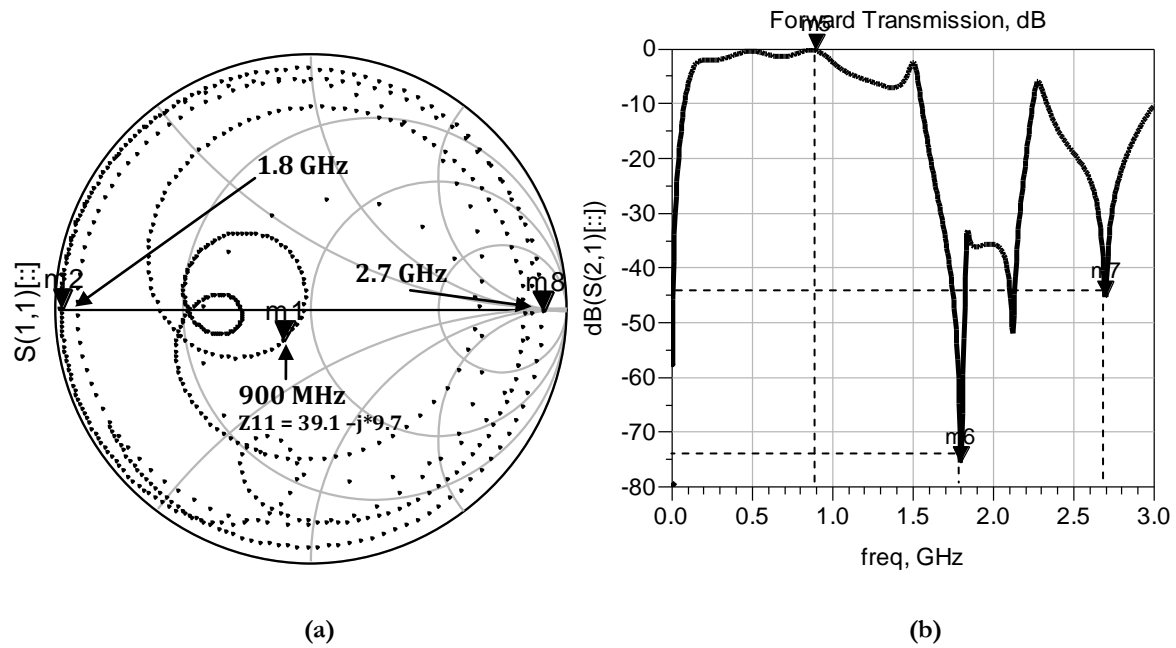 S(1,1)[::]
1.8 GHz
2.7 GHz
m2
m8
m1
900 MHz
Z11 = 39.1 –j*9.7
(a)
Forward Transmission, dB
m5
dB(S(2,1)[::])
0
-10
-20
-30
-40
-50
-60
-70
-80
m7
m6
0.0 0.5 1.0 1.5 2.0 2.5 3.0
freq, GHz
(b)